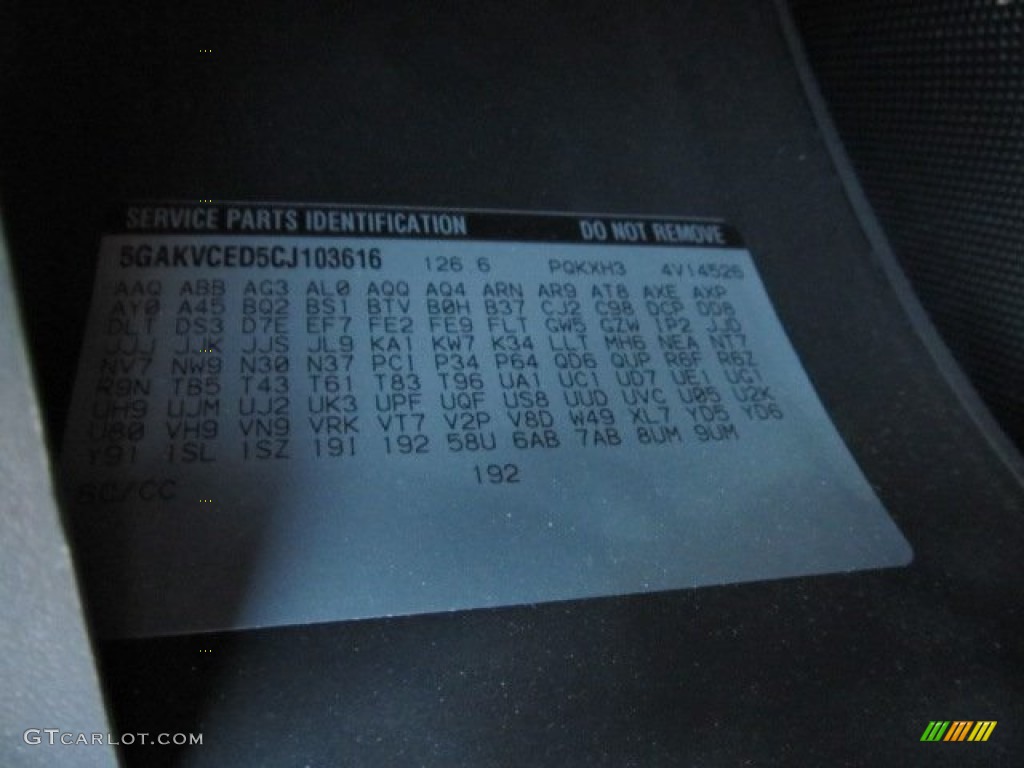 SERVICE PARTS IDENTIFICATION DO NOT REMOVE
5GAKVCED5CJ103616 126 6 PQKXH3 4V14526
AAQ ABB AG3 AL0 AQQ AQ4 ARN AR9 AT8 AXE AXP
AY0 A45 BQ2 BS1 BTV B0H B37 CJ2 C98 DCP DD8
DLT DS3 D7E EF7 FE2 FE9 FLT GW5 GZW IP2 JJD
JJL JJK JJS JL9 KA1 KW7 K34 LLT MH6 NEA NT7
NV7 NW9 N30 N37 PCI P34 P64 QD6 QUP R6F R6Z
R9N TB5 T43 T61 T83 T96 UA1 UC1 UD7 UE1 UG1
UH9 UJM UJ2 UK3 UPF UQF US8 UUD UVC U05 U2K
U80 VH9 VN9 VRK VT7 V2P V8D W49 XL7 YD5 YD6
Y91 1SL 1SZ 191 192 58U 6AB 7AB 8UM 9UM
BC/CC 192
GTCARLOT.COM